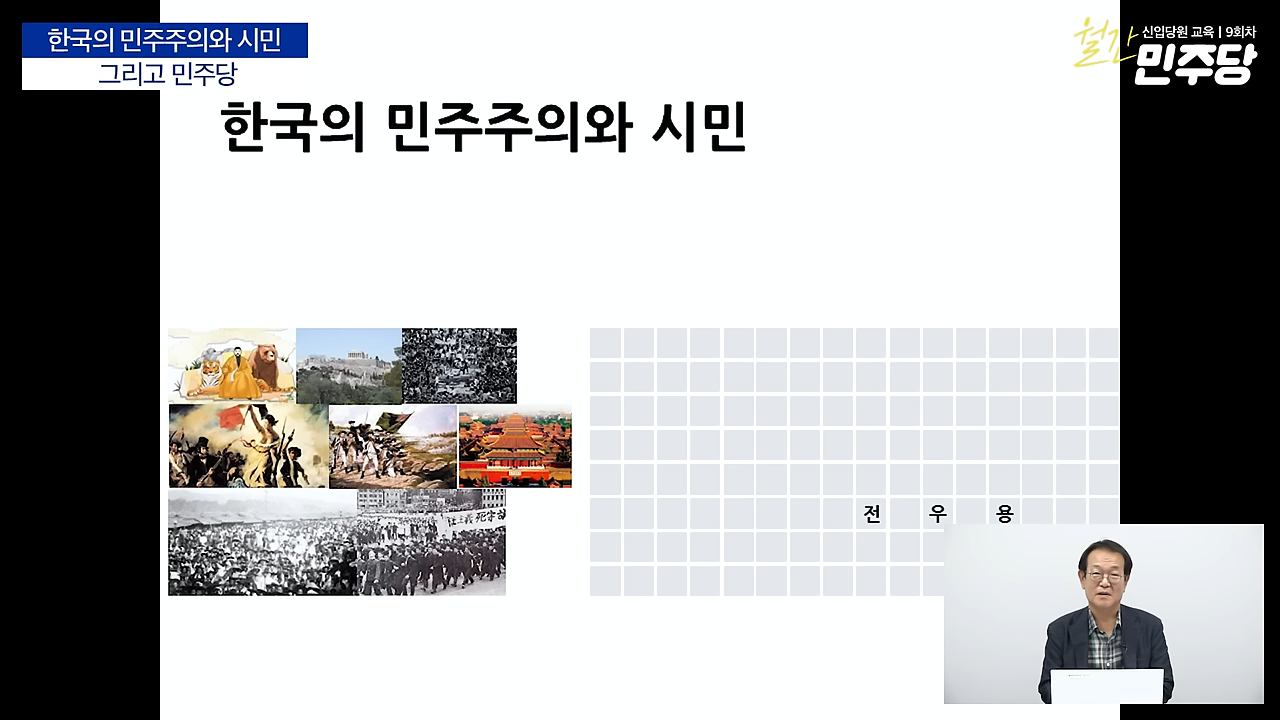 한국의 민주주의와 시민
그리고 민주당
월간
신입당원 교육 | 9회차
민주당
한국의 민주주의와 시민
전 우 용